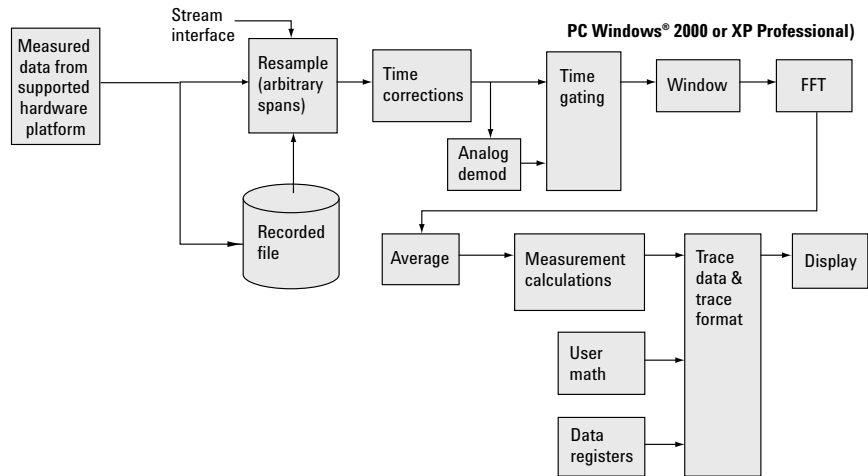 Stream
interface
PC Windows® 2000 or XP Professional)
Measured
data from
supported
hardware
platform
Resample
(arbitrary
spans)
Time
corrections
Time
gating
Window
FFT
Analog
demod
Recorded
file
Average
Measurement
calculations
Trace
data &
trace
format
Display
User
math
Data
registers